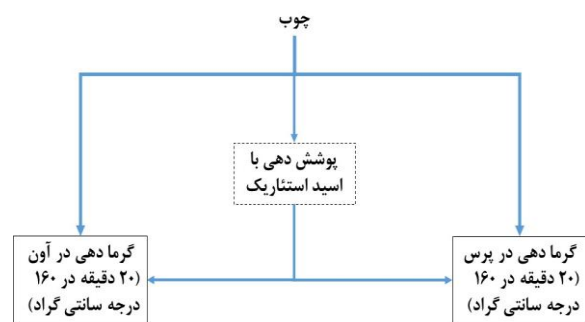 چوب
پوشش دهی با
اسید استئاریک
گرما دهی در پرس
(۲۰ دقیقه در ۱۶۰
درجه سانتی گراد)
گرما دهی در آون
(۲۰ دقیقه در ۱۶۰
درجه سانتی گراد)